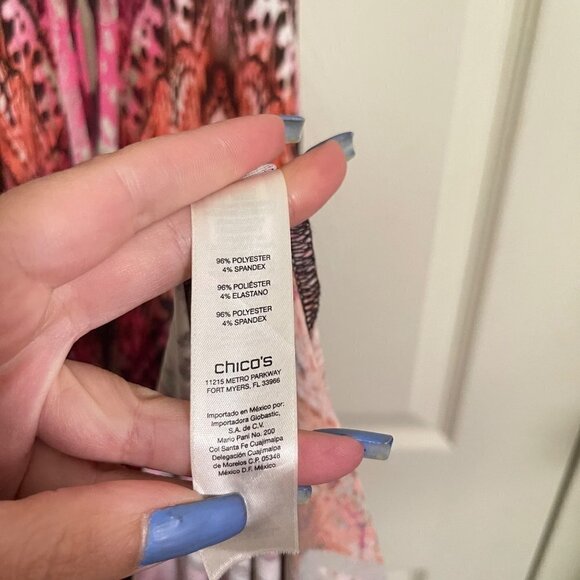 96% POLYESTER
4% SPANDEX
96% POLIÉSTER
4% ELASTANO
96% POLYESTER
4% SPANDEX
chico's
11215 METRO PARKWAY
FORT MYERS, FL 33966
Importado en México por:
Importadora Globastic,
S.A. de C.V.
Mario Pani No. 200
Col Santa Fe Cuajimalpa
Delegación Cuajimalpa
de Morelos C.P. 05348
México D.F. México.